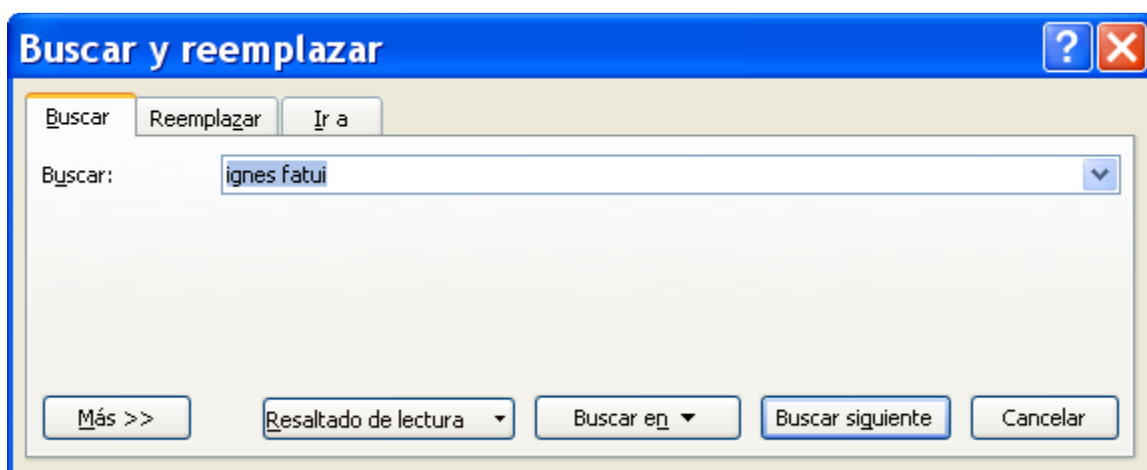 Buscar y reemplazar ?
Buscar Reemplazar Ir a
Buscar: ignes fatui
Más >> Resaltado de lectura Buscar en Buscar siguiente Cancelar